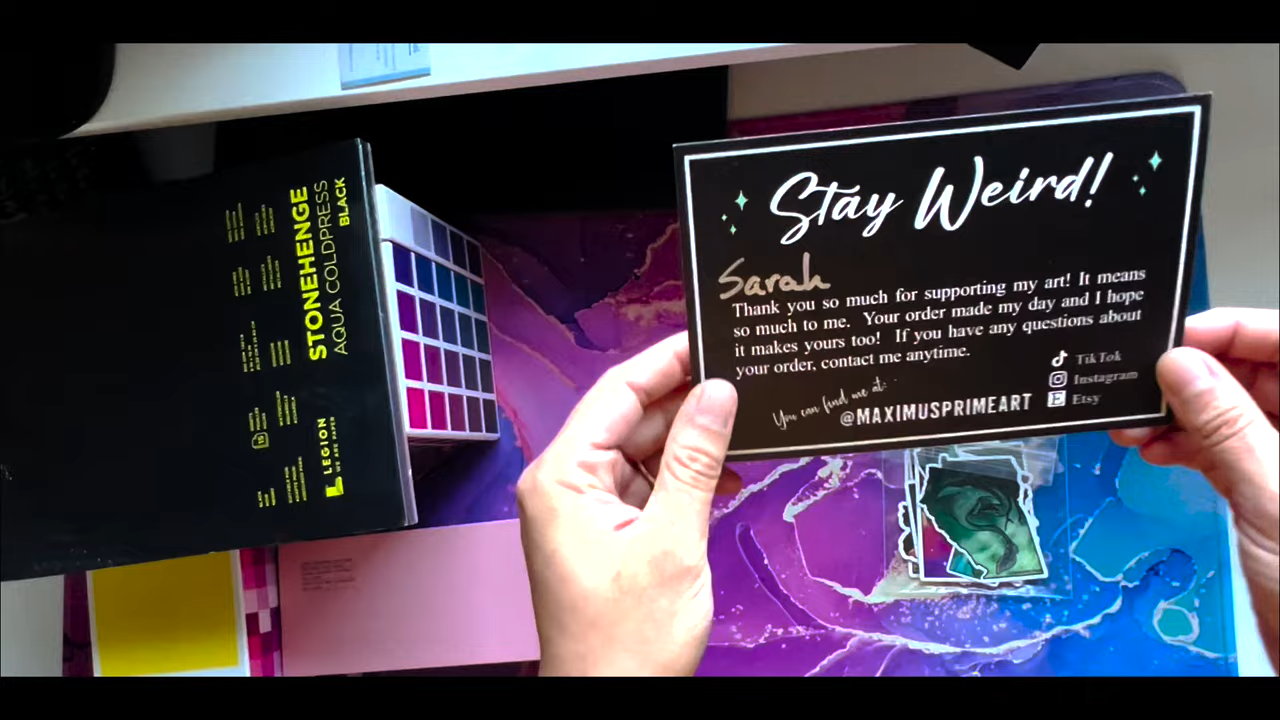 STONEHENGE
AQUA COLDPRESS
BLACK
LEGION
WE ARE PAPER
15
Stay Weird!
Sarah
Thank you so much for supporting my art! It means
so much to me. Your order made my day and I hope
it makes yours too! If you have any questions about
your order, contact me anytime.
You can find me at:
@MAXIMUSPRIMEART
TikTok
Instagram
Etsy